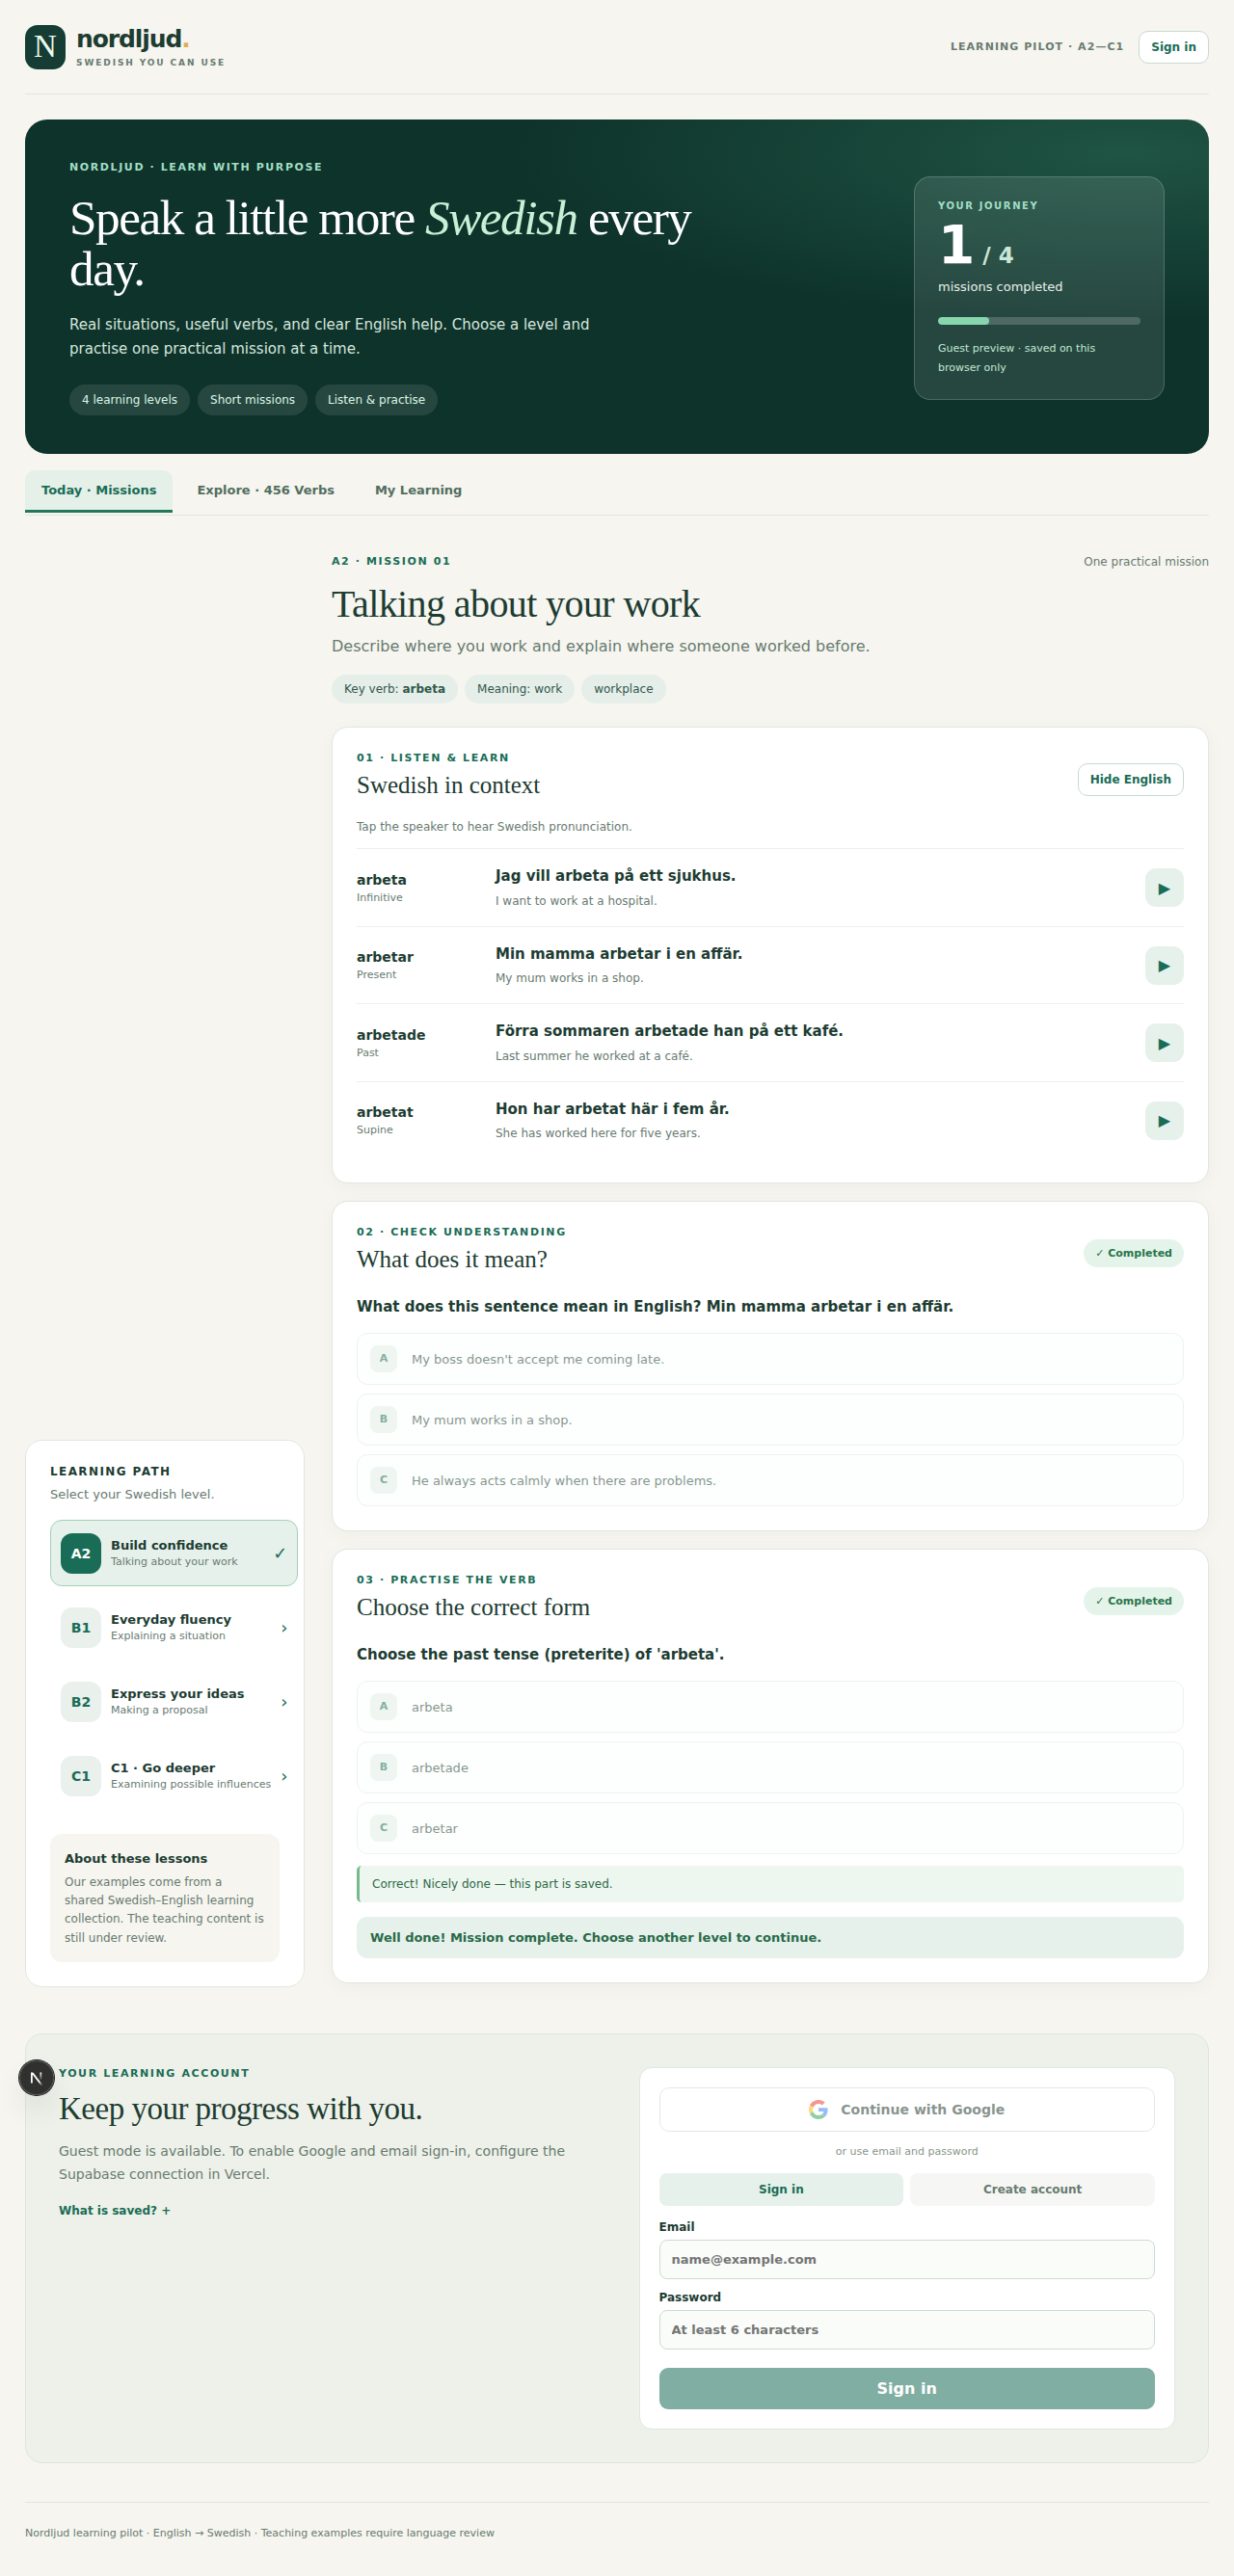 N
nordljud.
SWEDISH YOU CAN USE
LEARNING PILOT · A2—C1
Sign in
NORDLJUD · LEARN WITH PURPOSE
Speak a little more Swedish every
day.
Real situations, useful verbs, and clear English help. Choose a level and
practise one practical mission at a time.
4 learning levels
Short missions
Listen & practise
YOUR JOURNEY
1 / 4
missions completed
Guest preview · saved on this
browser only
Today · Missions
Explore · 456 Verbs
My Learning
A2 · MISSION 01
One practical mission
Talking about your work
Describe where you work and explain where someone worked before.
Key verb: arbeta
Meaning: work
workplace
01 · LISTEN & LEARN
Swedish in context
Hide English
Tap the speaker to hear Swedish pronunciation.
arbeta
Infinitive
Jag vill arbeta på ett sjukhus.
I want to work at a hospital.
arbetar
Present
Min mamma arbetar i en affär.
My mum works in a shop.
arbetade
Past
Förra sommaren arbetade han på ett kafé.
Last summer he worked at a café.
arbetat
Supine
Hon har arbetat här i fem år.
She has worked here for five years.
02 · CHECK UNDERSTANDING
What does it mean?
✓ Completed
What does this sentence mean in English? Min mamma arbetar i en affär.
A My boss doesn't accept me coming late.
B My mum works in a shop.
C He always acts calmly when there are problems.
LEARNING PATH
Select your Swedish level.
A2
Build confidence
Talking about your work
✓
B1
Everyday fluency
Explaining a situation
›
B2
Express your ideas
Making a proposal
›
C1
C1 · Go deeper
Examining possible influences
›
About these lessons
Our examples come from a
shared Swedish–English learning
collection. The teaching content is
still under review.
03 · PRACTISE THE VERB
Choose the correct form
✓ Completed
Choose the past tense (preterite) of 'arbeta'.
A arbeta
B arbetade
C arbetar
Correct! Nicely done — this part is saved.
Well done! Mission complete. Choose another level to continue.
N
YOUR LEARNING ACCOUNT
Keep your progress with you.
Guest mode is available. To enable Google and email sign-in, configure the
Supabase connection in Vercel.
What is saved? +
Continue with Google
or use email and password
Sign in
Create account
Email
name@example.com
Password
At least 6 characters
Sign in
Nordljud learning pilot · English → Swedish · Teaching examples require language review